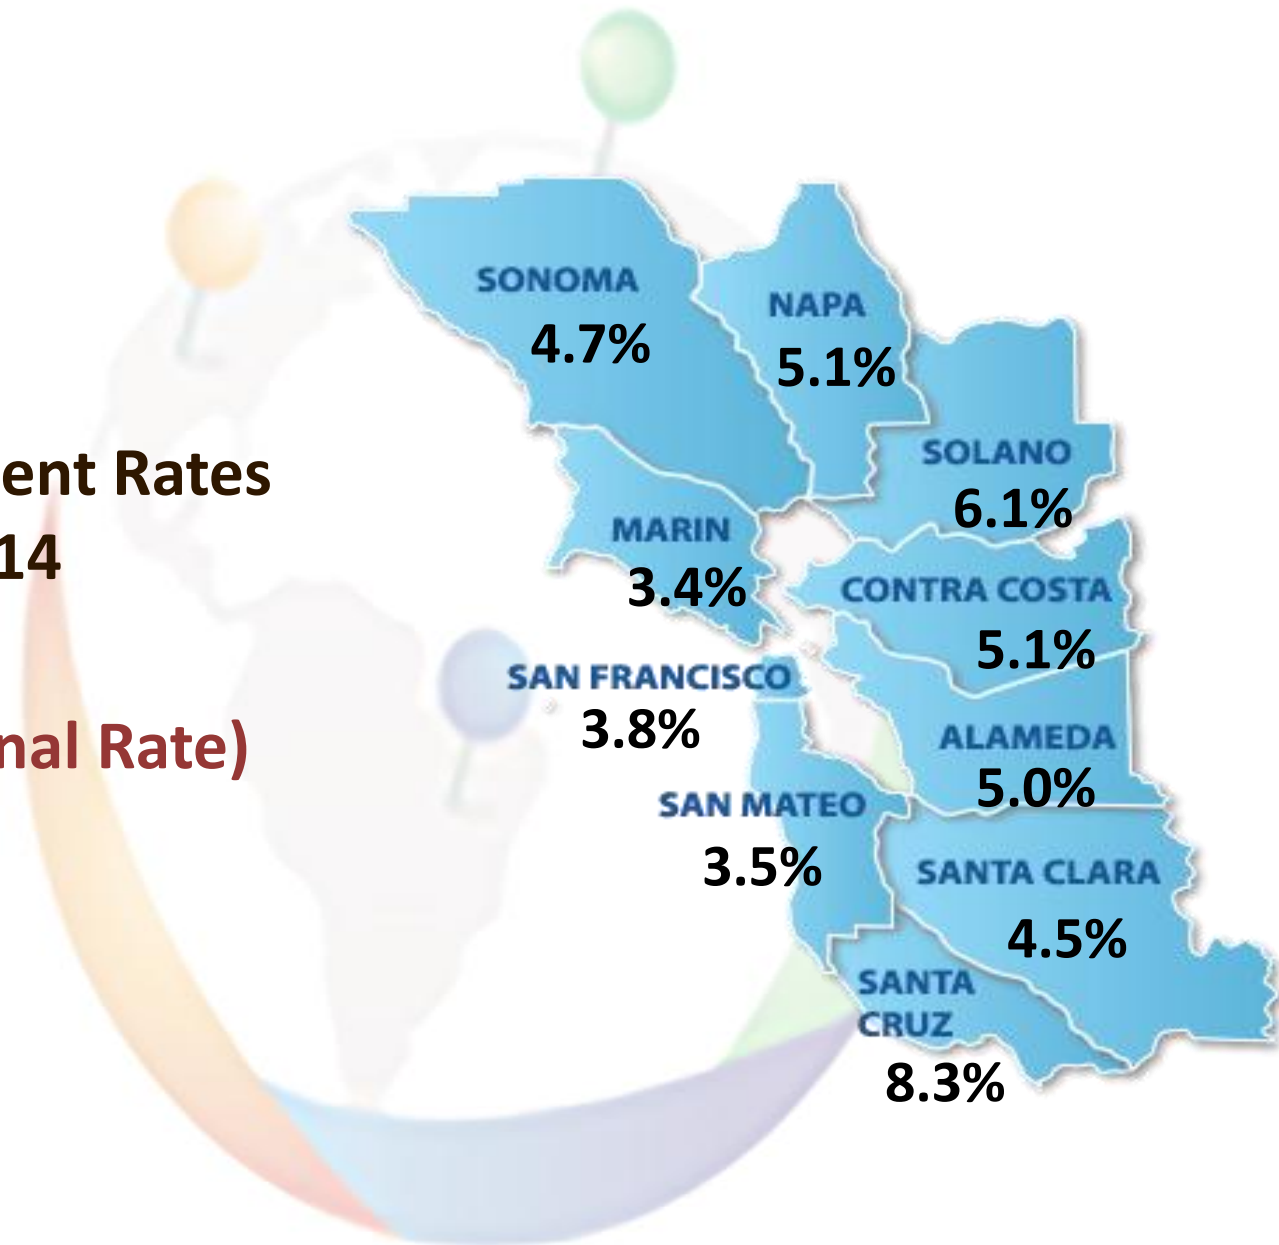 SONOMA
4.7%
NAPA
5.1%
SOLANO
6.1%
ent Rates
14
MARIN
3.4%
CONTRA COSTA
5.1%
SAN FRANCISCO
3.8%
nal Rate)
ALAMEDA
5.0%
SAN MATEO
3.5%
SANTA CLARA
4.5%
SANTA
CRUZ
8.3%